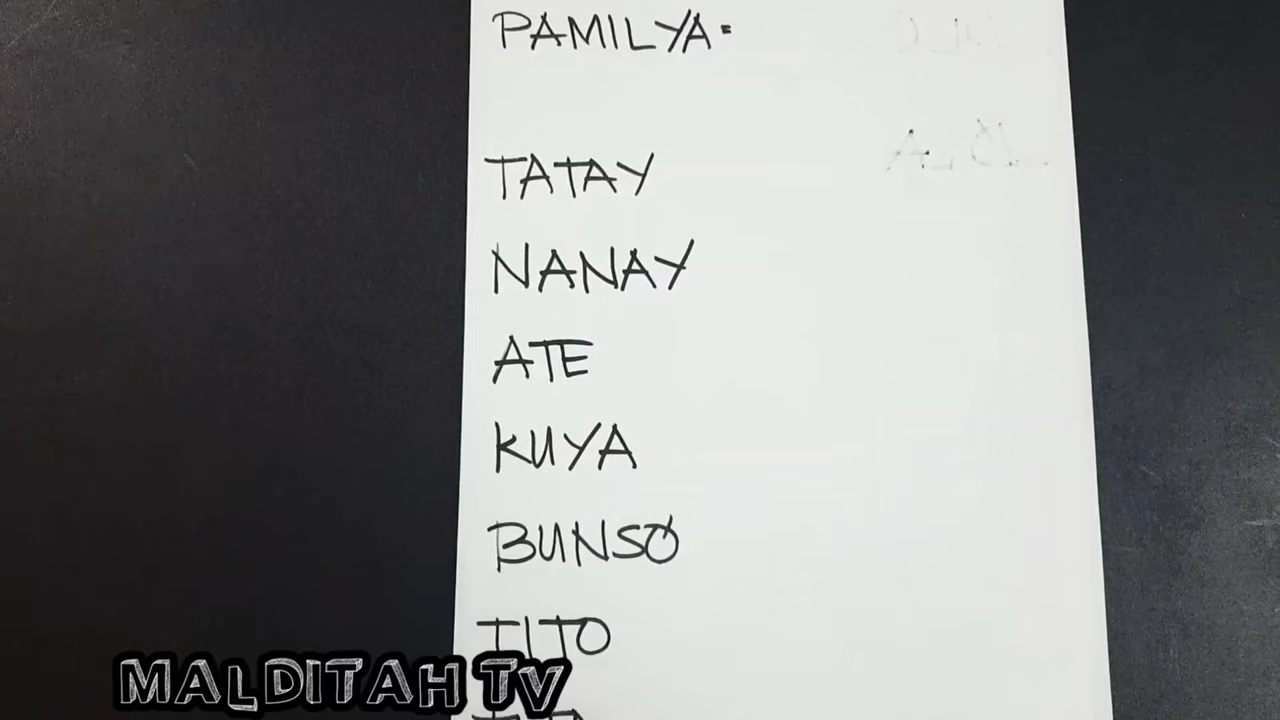 PAMILYA=
TATAY
NANAY
ATE
KUYA
BUNSO
TITO
MALDITAH TV